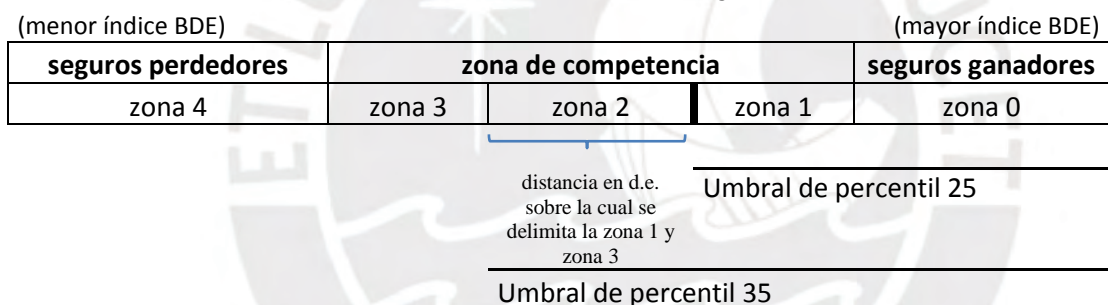 (menor índice BDE) (mayor índice BDE)
seguros perdedores zona de competencia seguros ganadores
zona 4 zona 3 zona 2 zona 1 zona 0
distancia en d.e.
sobre la cual se
delimita la zona 1 y
zona 3
Umbral de percentil 25
Umbral de percentil 35